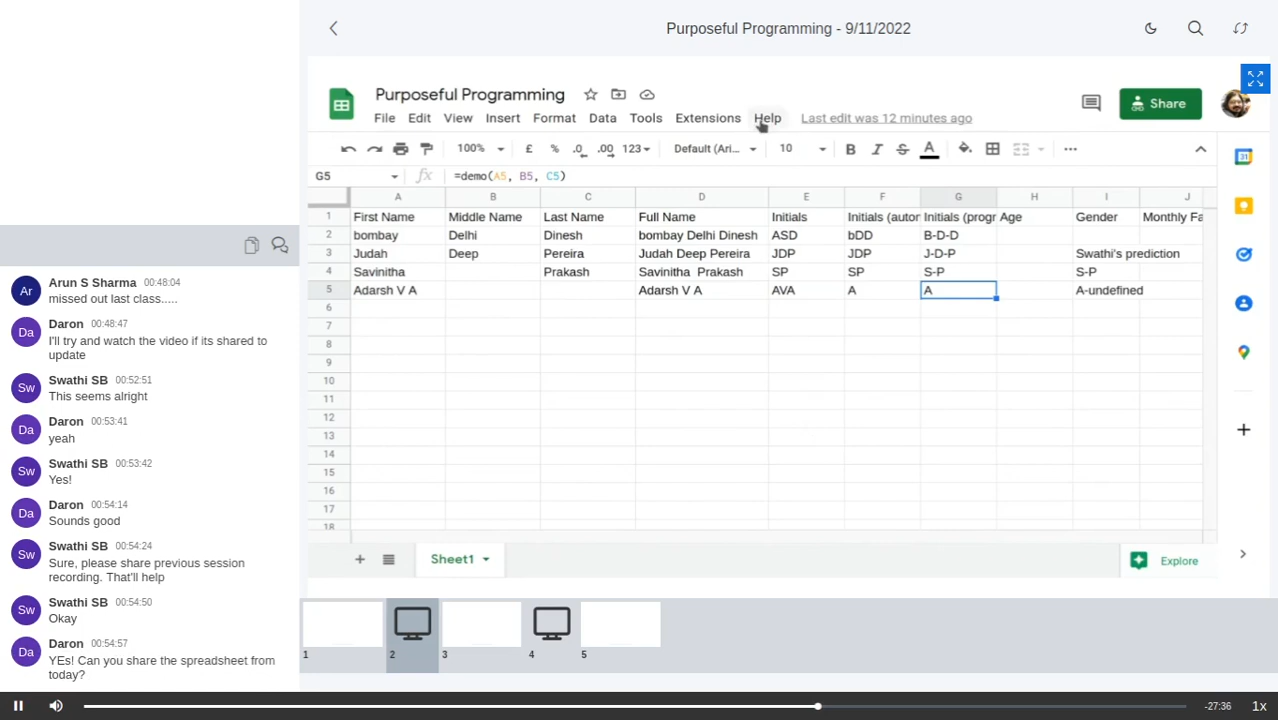 Purposeful Programming - 9/11/2022
Purposeful Programming
File Edit View Insert Format Data Tools Extensions Help Last edit was 12 minutes ago
Share
100% £ % .0 .00 123 Default (Ari... 10 B I S A
G5 fx =demo(A5, B5, C5)
A B C D E F G H I J
1 First Name Middle Name Last Name Full Name Initials Initials (autor Initials (progr Age Gender Monthly Fa
2 bombay Delhi Dinesh bombay Delhi Dinesh ASD bDD B-D-D
3 Judah Deep Pereira Judah Deep Pereira JDP JDP J-D-P Swathi's prediction
4 Savinitha Prakash Savinitha Prakash SP SP S-P S-P
5 Adarsh V A Adarsh V A AVA A A A-undefined
6
7
8
9
10
11
12
13
14
15
16
17
18
Sheet1
Explore
1 2 3 4 5
Ar Arun S Sharma 00:48:04
missed out last class.....
Da Daron 00:48:47
I'll try and watch the video if its shared to
update
Sw Swathi SB 00:52:51
This seems alright
Da Daron 00:53:41
yeah
Sw Swathi SB 00:53:42
Yes!
Da Daron 00:54:14
Sounds good
Sw Swathi SB 00:54:24
Sure, please share previous session
recording. That'll help
Sw Swathi SB 00:54:50
Okay
Da Daron 00:54:57
YEs! Can you share the spreadsheet from
today?
-27:36 1x